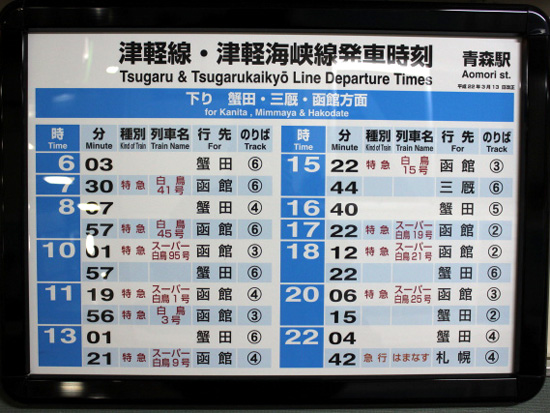 津軽線・津軽海峡線発車時刻
Tsugaru & Tsugarukaikyō Line Departure Times
青森駅
Aomori st.
平成22年3月13日改正
下り 蟹田・三厩・函館方面
for Kanita , Mimmaya & Hakodate
時 分 種別 列車名 行先 のりば
Time Minute Kind of Train Train Name For Track
6 03 蟹田 ⑥
7 30 特急 白鳥41号 函館 ⑥
8 07 蟹田 ④
57 特急 白鳥45号 函館 ⑥
10 01 特急 スーパー白鳥95号 函館 ③
57 蟹田 ⑥
11 19 特急 スーパー白鳥1号 函館 ④
56 特急 白鳥3号 函館 ③
13 01 蟹田 ⑥
21 特急 スーパー白鳥9号 函館 ④
時 分 種別 列車名 行先 のりば
Time Minute Kind of Train Train Name For Track
15 22 特急 白鳥15号 函館 ③
44 三厩 ⑥
16 40 蟹田 ⑤
17 22 特急 スーパー白鳥19号 函館 ②
18 12 特急 スーパー白鳥21号 函館 ②
22 蟹田 ⑥
20 06 特急 スーパー白鳥25号 函館 ③
15 蟹田 ②
22 04 蟹田 ④
42 急行 はまなす 札幌 ④